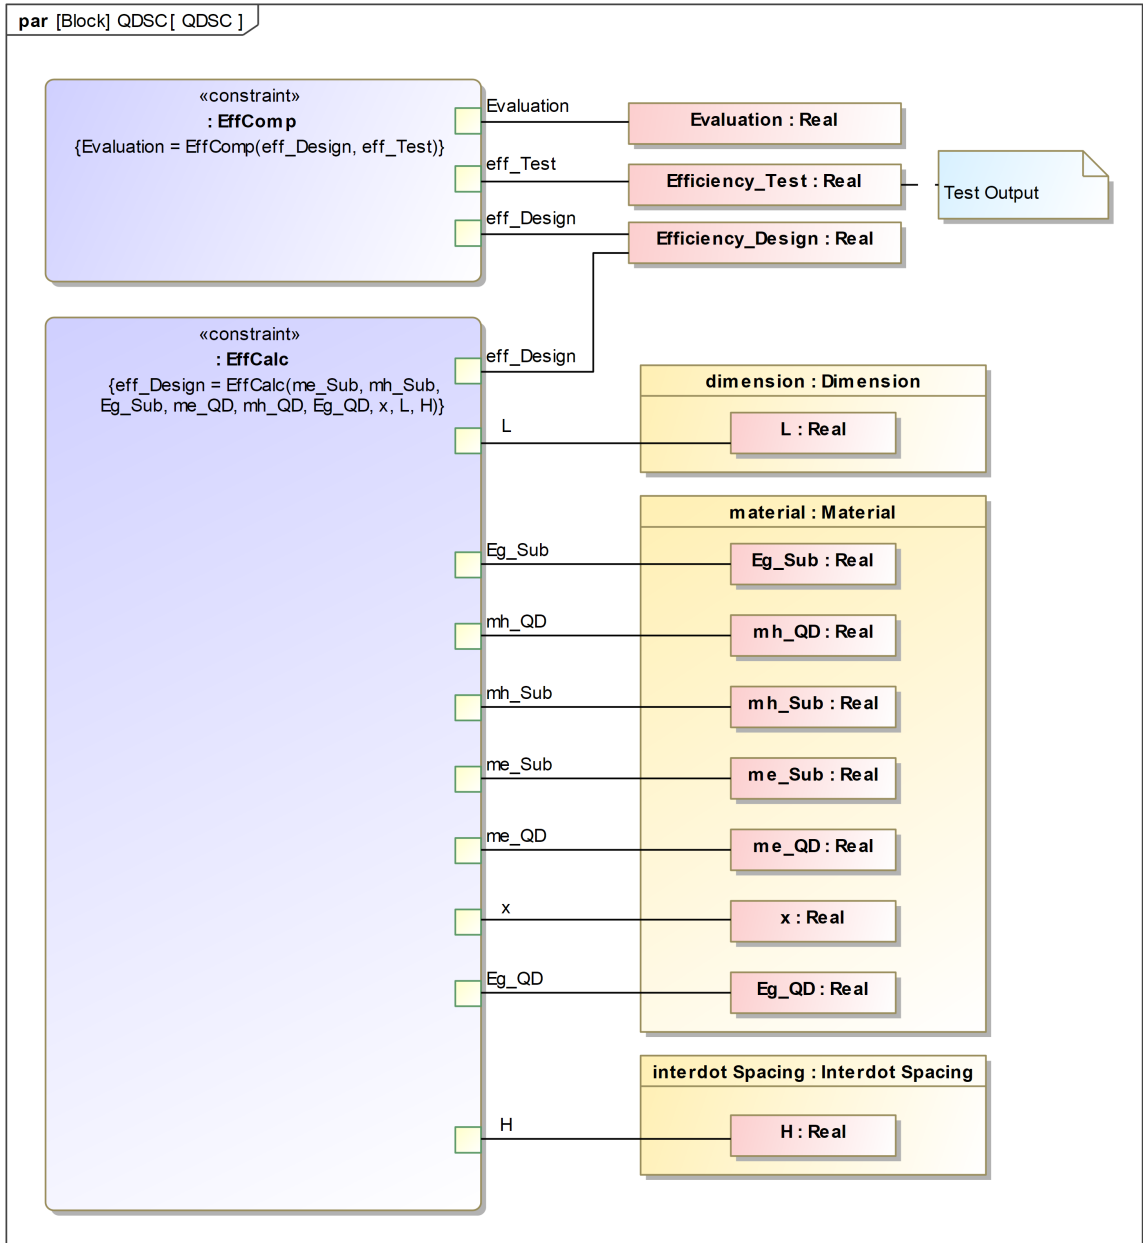 par [Block] QDSC[ QDSC ]
«constraint»
: EffComp
{Evaluation = EffComp(eff_Design, eff_Test)}
Evaluation
Evaluation : Real
eff_Test
Efficiency_Test : Real
Test Output
eff_Design
Efficiency_Design : Real
«constraint»
: EffCalc
{eff_Design = EffCalc(me_Sub, mh_Sub,
Eg_Sub, me_QD, mh_QD, Eg_QD, x, L, H)}
eff_Design
dimension : Dimension
L
L : Real
material : Material
Eg_Sub
Eg_Sub : Real
mh_QD
mh_QD : Real
mh_Sub
mh_Sub : Real
me_Sub
me_Sub : Real
me_QD
me_QD : Real
x
x : Real
Eg_QD
Eg_QD : Real
interdot Spacing : Interdot Spacing
H
H : Real